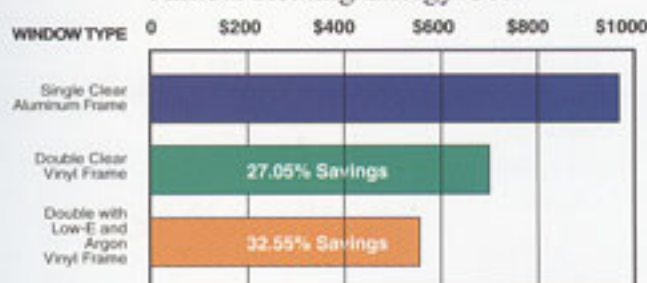 WINDOW TYPE 0 $200 $400 $600 $800 $1000
Single Clear
Aluminum Frame
Double Clear
Vinyl Frame
27.05% Savings
Double with
Low-E and
Argon
Vinyl Frame
32.55% Savings